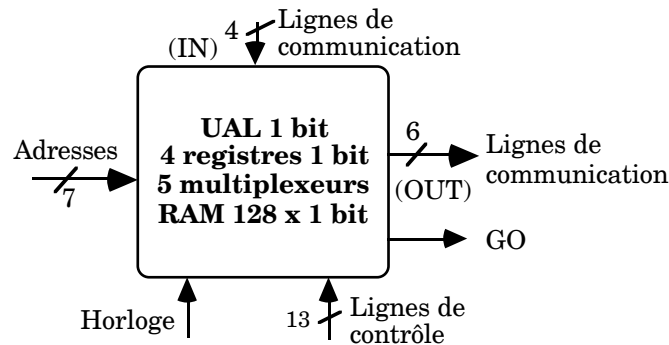 (IN)
4
Lignes de
communication
UAL 1 bit
4 registres 1 bit
5 multiplexeurs
RAM 128 x 1 bit
Adresses
7
6
(OUT)
Lignes de
communication
GO
Horloge
13
Lignes de
contrôle